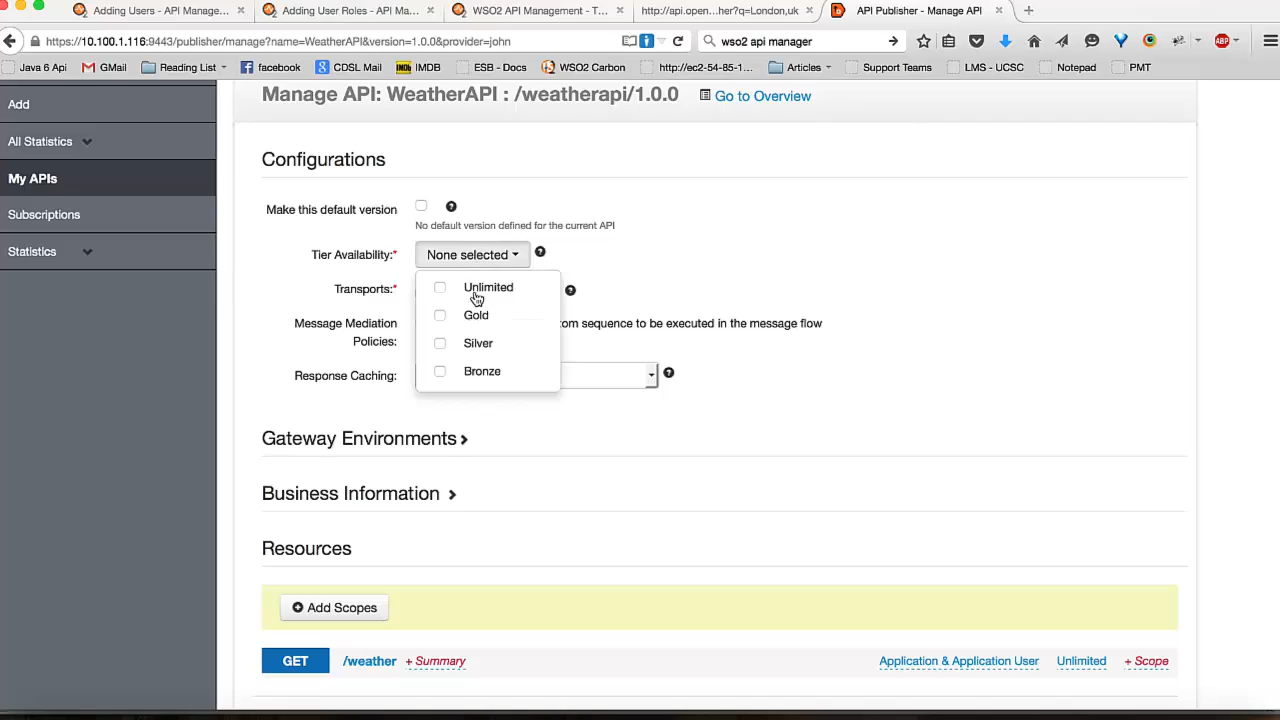 Adding Users - API Manage...
Adding User Roles - API Ma...
WSO2 API Management - T...
http://api.open...her?q=London,uk
API Publisher - Manage API
https://10.100.1.116:9443/publisher/manage?name=WeatherAPI&version=1.0.0&provider=john
wso2 api manager
ABP
Java 6 Api
GMail
Reading List
facebook
CDSL Mail
IMDB
ESB - Docs
WSO2 Carbon
http://ec2-54-85-1...
Articles
Support Teams
LMS - UCSC
Notepad
PMT
Add
All Statistics
My APIs
Subscriptions
Statistics
Manage API: WeatherAPI : /weatherapi/1.0.0
Go to Overview
Configurations
Make this default version
No default version defined for the current API
Tier Availability:*
None selected
Unlimited
Gold
Silver
Bronze
Transports:*
Message Mediation
Policies:
om sequence to be executed in the message flow
Response Caching:
Gateway Environments
Business Information
Resources
Add Scopes
GET /weather + Summary Application & Application User Unlimited + Scope